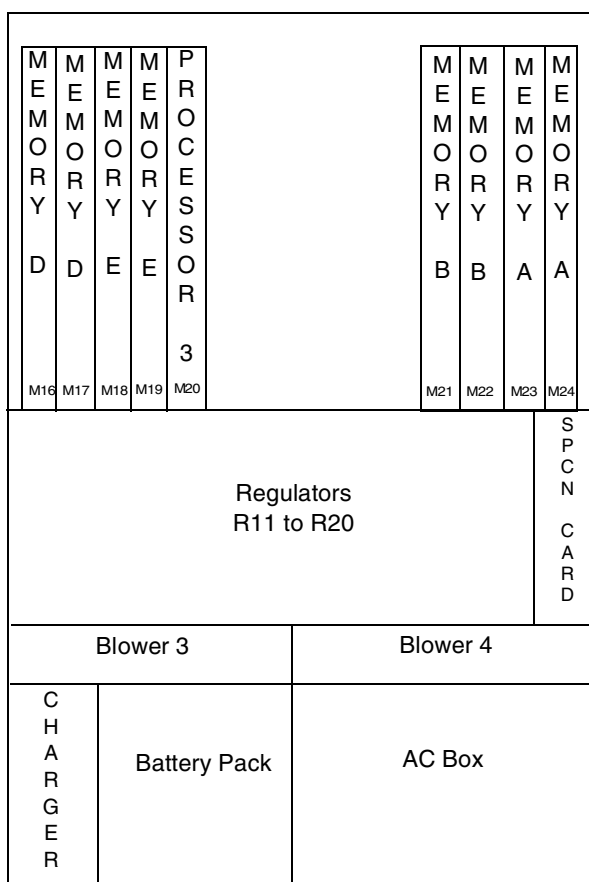 MEMORY D
MEMORY D
MEMORY E
MEMORY E
PROCESSOR 3
MEMORY B
MEMORY B
MEMORY A
MEMORY A
M16 M17 M18 M19 M20 M21 M22 M23 M24
Regulators
R11 to R20
SPCN CARD
Blower 3
Blower 4
CHARGER
Battery Pack
AC Box